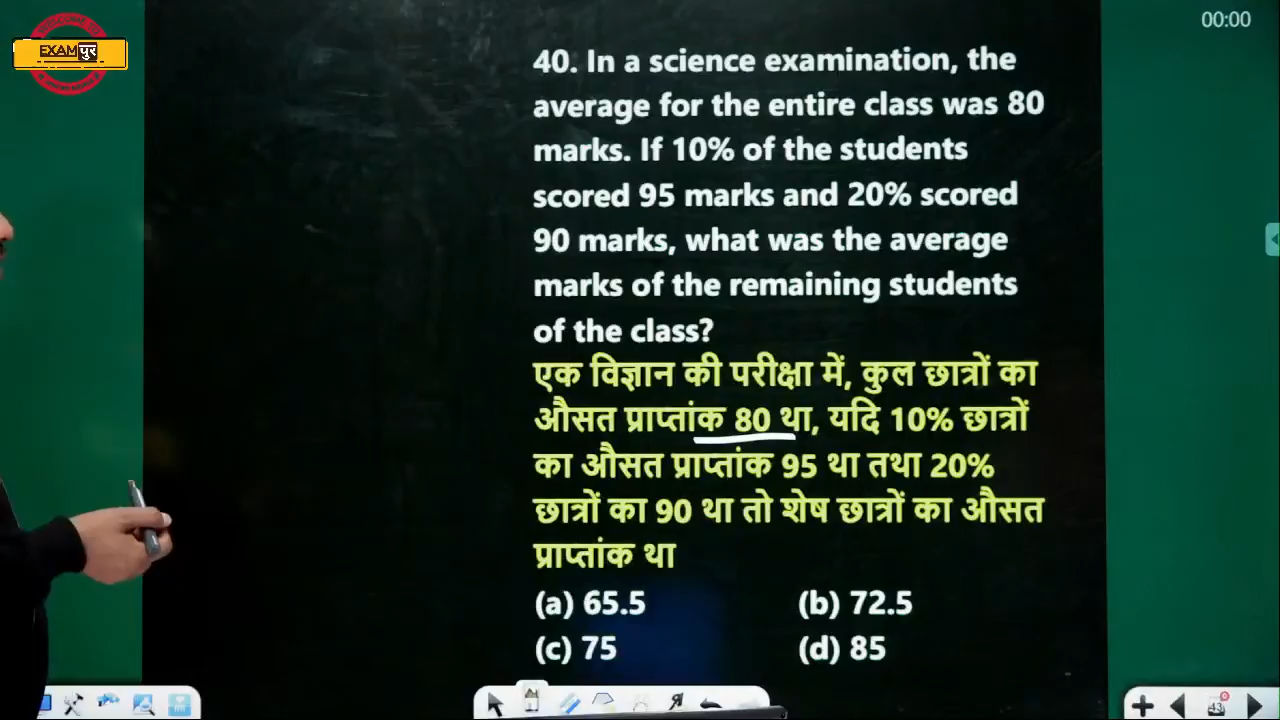 WELCOME TO
EXAMपुर
00:00
40. In a science examination, the
average for the entire class was 80
marks. If 10% of the students
scored 95 marks and 20% scored
90 marks, what was the average
marks of the remaining students
of the class?
एक विज्ञान की परीक्षा में, कुल छात्रों का
औसत प्राप्तांक 80 था, यदि 10% छात्रों
का औसत प्राप्तांक 95 था तथा 20%
छात्रों का 90 था तो शेष छात्रों का औसत
प्राप्तांक था
(a) 65.5 (b) 72.5
(c) 75 (d) 85
43